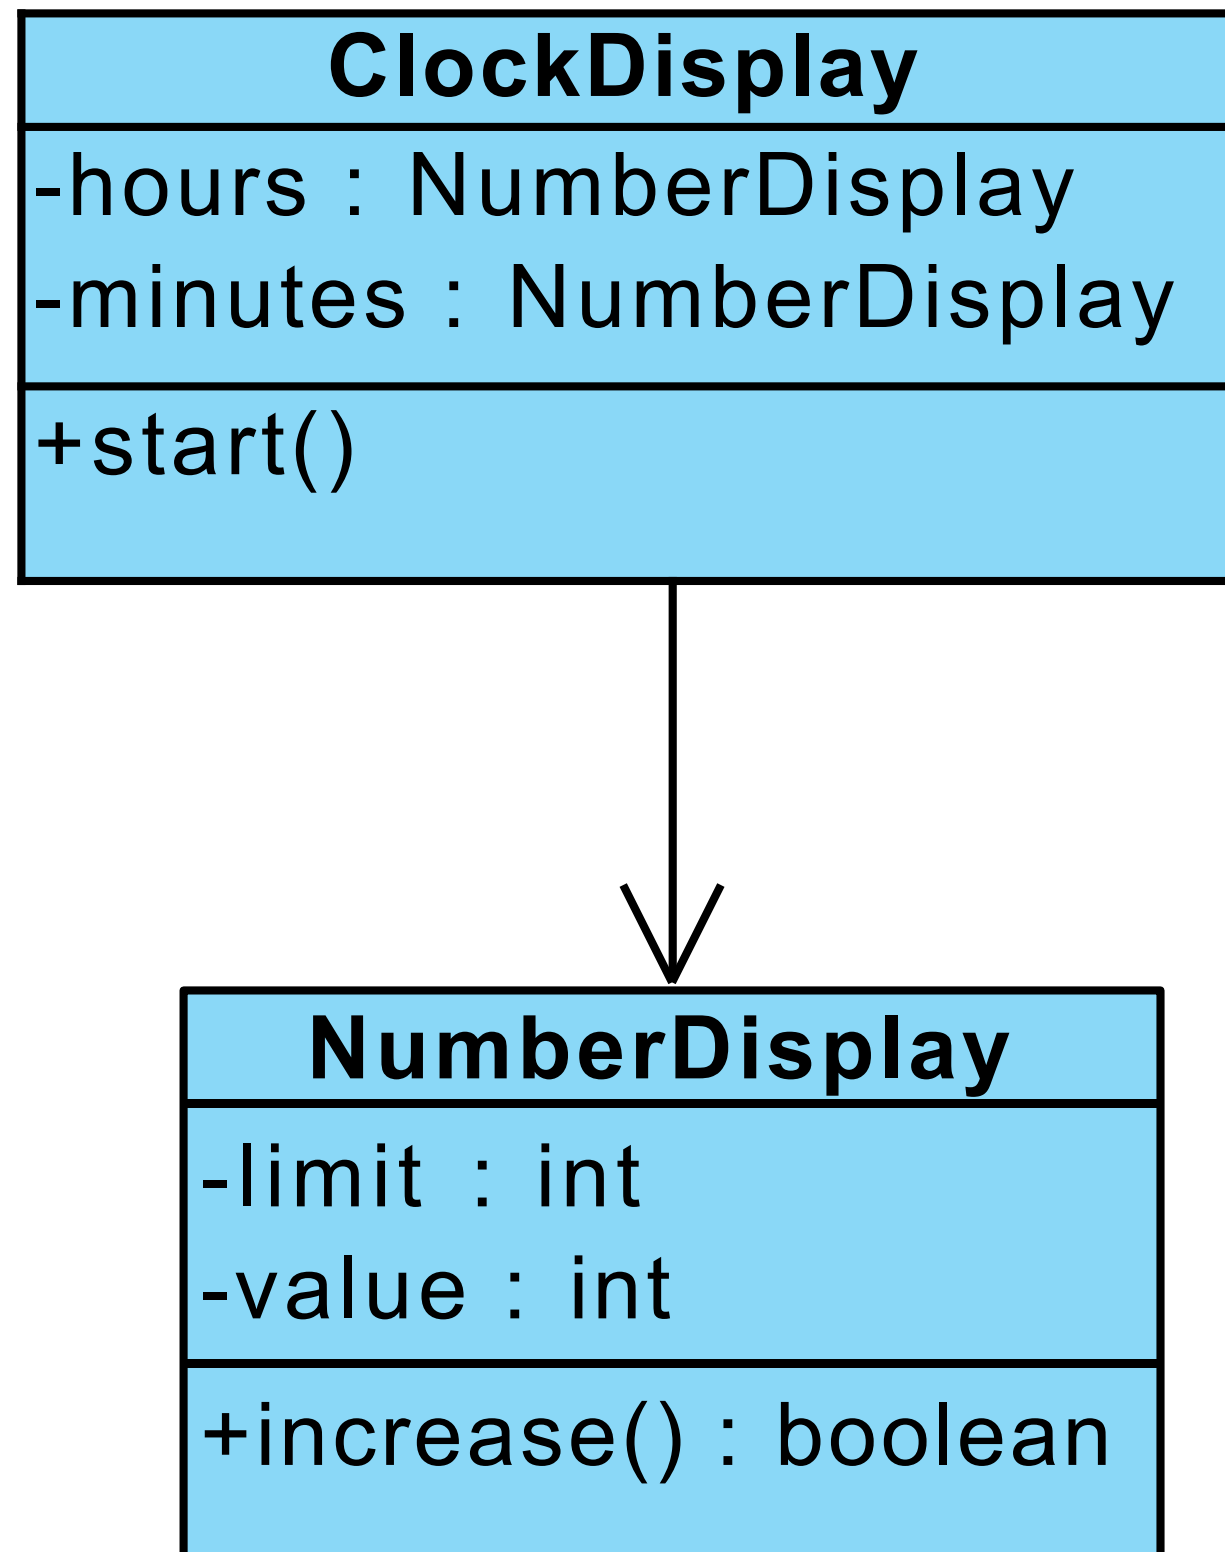 ClockDisplay
-hours : NumberDisplay
-minutes : NumberDisplay
+start()
NumberDisplay
-limit : int
-value : int
+increase() : boolean